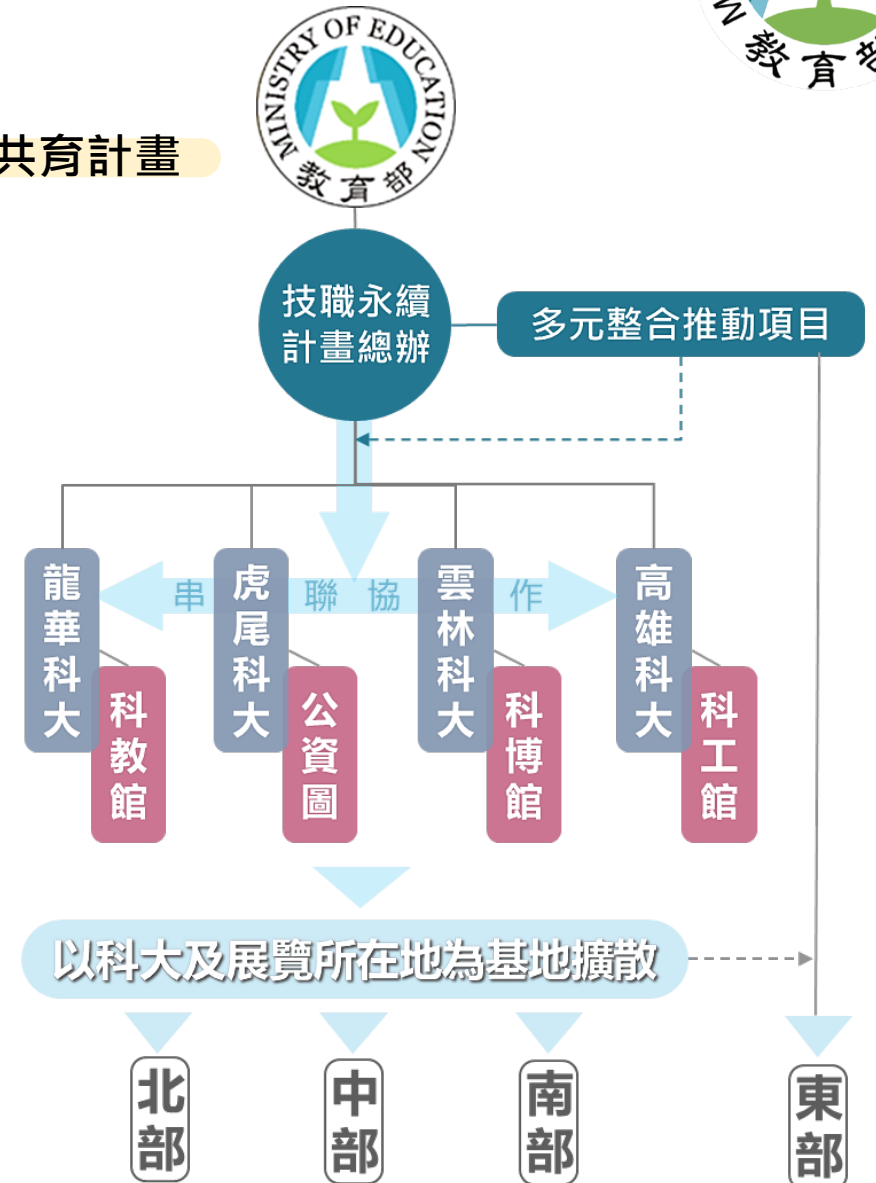 MINISTRY OF EDUCATION
教育部
教育
共育計畫
技職永續
計畫總辦
多元整合推動項目
串聯協作
龍華科大
科教館
虎尾科大
公資圖
雲林科大
科博館
高雄科大
科工館
以科大及展覽所在地為基地擴散
北部
中部
南部
東部